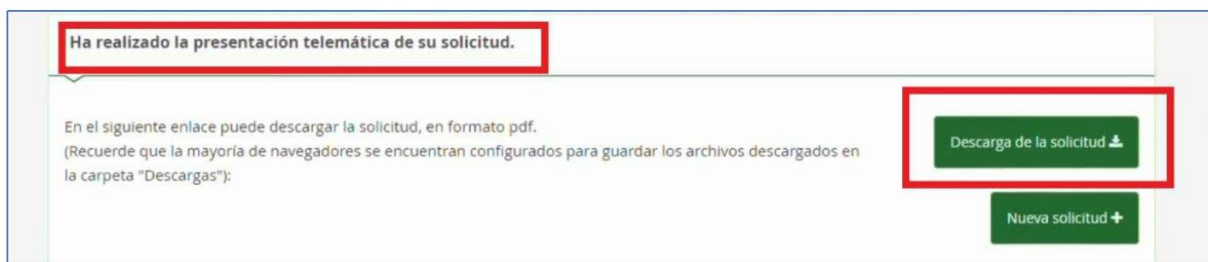 Ha realizado la presentación telemática de su solicitud.
En el siguiente enlace puede descargar la solicitud, en formato pdf.
(Recuerde que la mayoría de navegadores se encuentran configurados para guardar los archivos descargados en
la carpeta "Descargas"):
Descarga de la solicitud
Nueva solicitud +